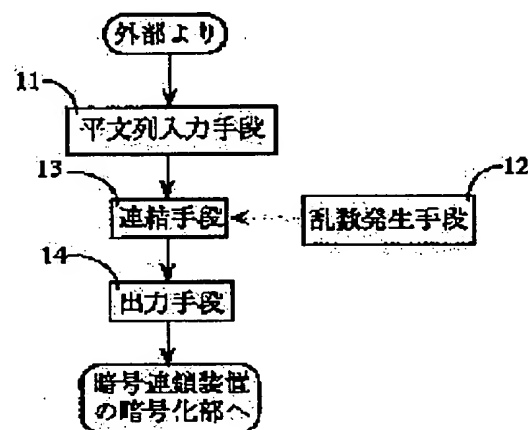 外部より
11
平文列入力手段
13
連結手段
12
乱数発生手段
14
出力手段
暗号連鎖装置
の暗号化部へ